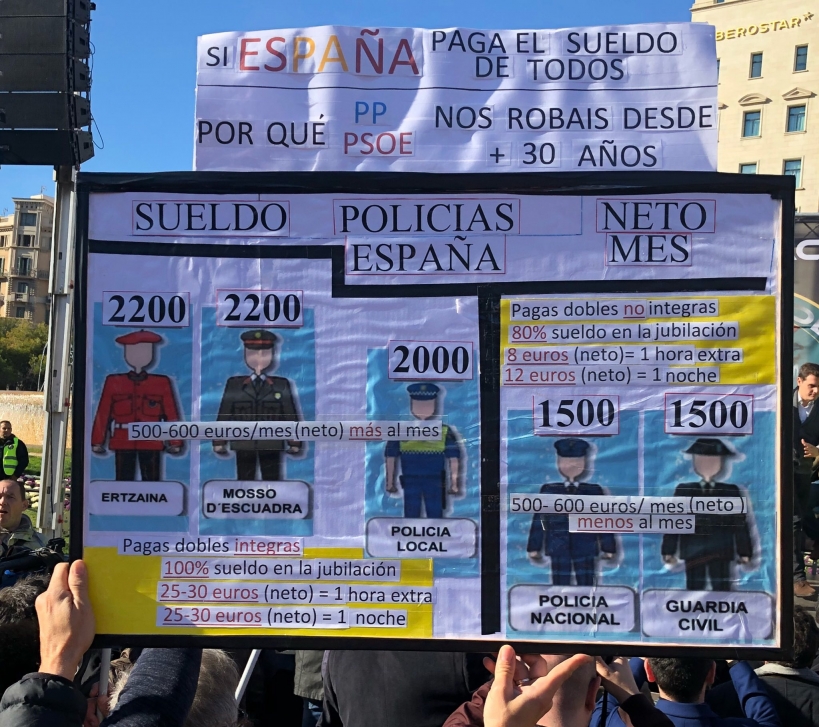 BEROSTAR
SI ESPAÑA PAGA EL SUELDO
DE TODOS
POR QUÉ PP PSOE NOS ROBAIS DESDE
+ 30 AÑOS
SUELDO POLICIAS NETO
ESPAÑA MES
2200 2200
2000
500-600 euros/mes (neto) más al mes
ERTZAINA
MOSSO
D'ESCUADRA
POLICIA
LOCAL
Pagas dobles integras
100% sueldo en la jubilación
25-30 euros (neto) = 1 hora extra
25-30 euros (neto) = 1 noche
Pagas dobles no integras
80% sueldo en la jubilación
8 euros (neto)= 1 hora extra
12 euros (neto) = 1 noche
1500 1500
500- 600 euros/ mes (neto)
menos al mes
POLICIA
NACIONAL
GUARDIA
CIVIL